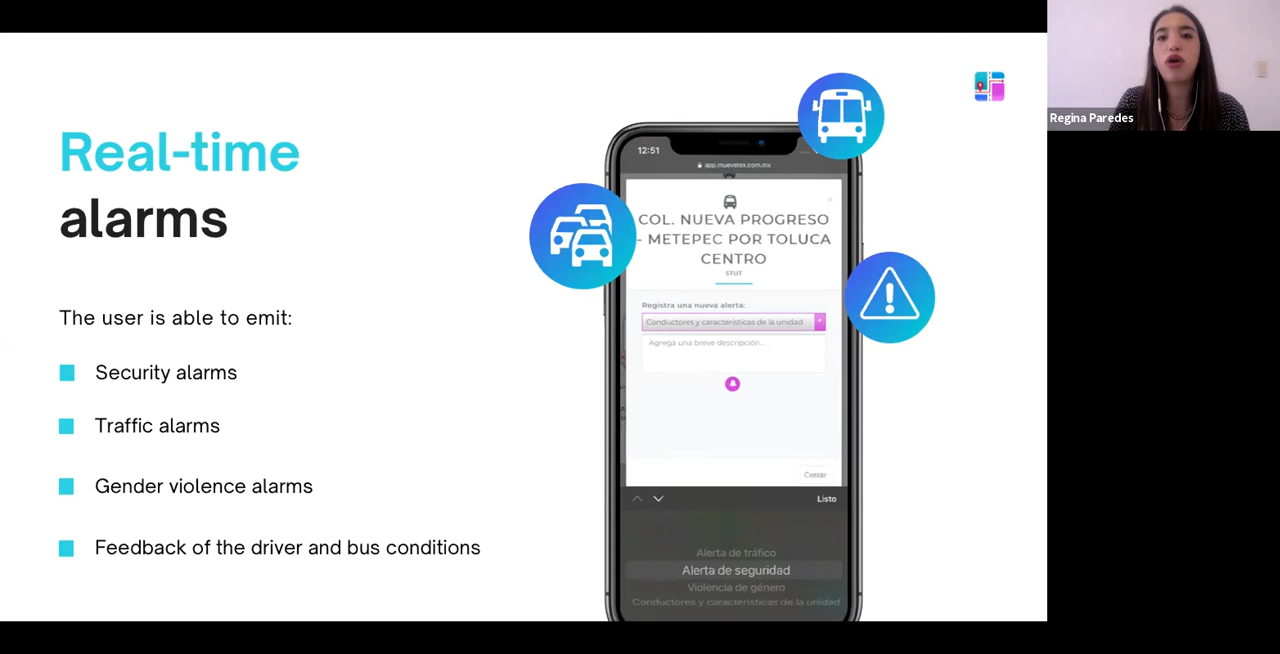 Real-time
alarms
The user is able to emit:
Security alarms
Traffic alarms
Gender violence alarms
Feedback of the driver and bus conditions
12:51
app.muevetex.com.mx
COL. NUEVA PROGRESO
- METEPEC POR TOLUCA
CENTRO
STUT
Registra una nueva alerta:
Conductores y características de la unidad
Agrega una breve descripción...
Cerrar
Listo
Alerta de tráfico
Alerta de seguridad
Violencia de género
Conductores y características de la unidad
Regina Paredes